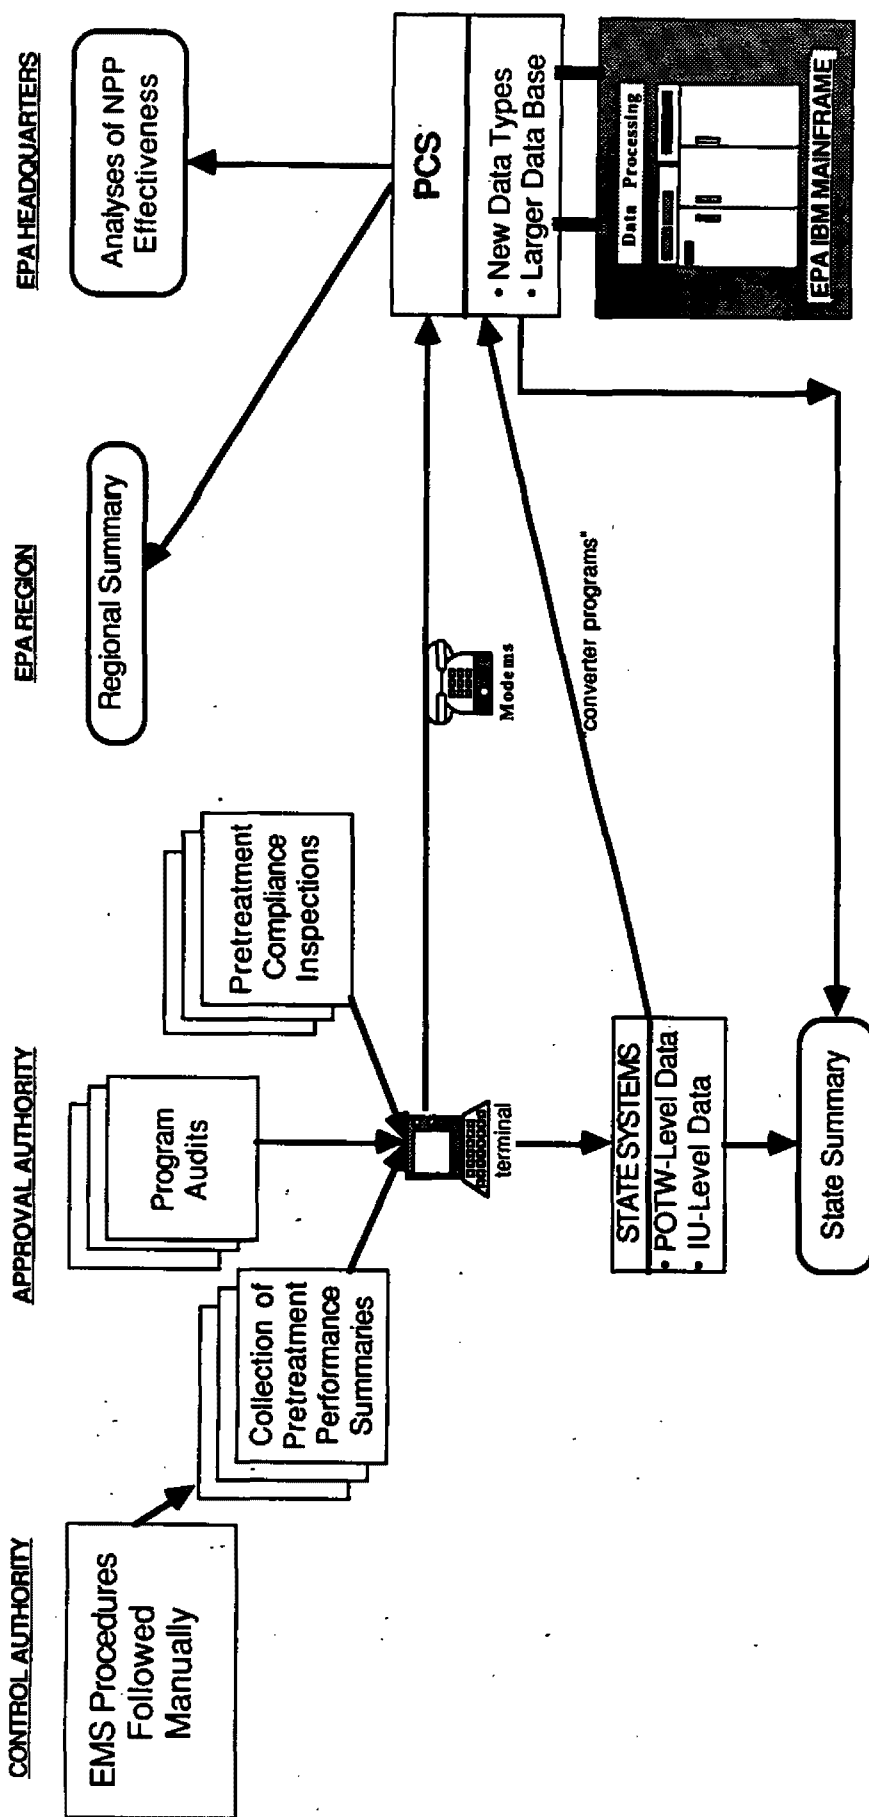 CONTROL AUTHORITY
APPROVAL AUTHORITY
EPA REGION
EPA HEADQUARTERS
EMS Procedures
Followed
Manually
Collection of
Pretreatment
Performance
Summaries
Program
Audits
Pretreatment
Compliance
Inspections
Regional Summary
Analyses of NPP
Effectiveness
terminal
Modems
PCS
• New Data Types
• Larger Data Base
STATE SYSTEMS
• POTW-Level Data
• IU-Level Data
"converter programs"
Data Processing
EPA IBM MAINFRAME
State Summary